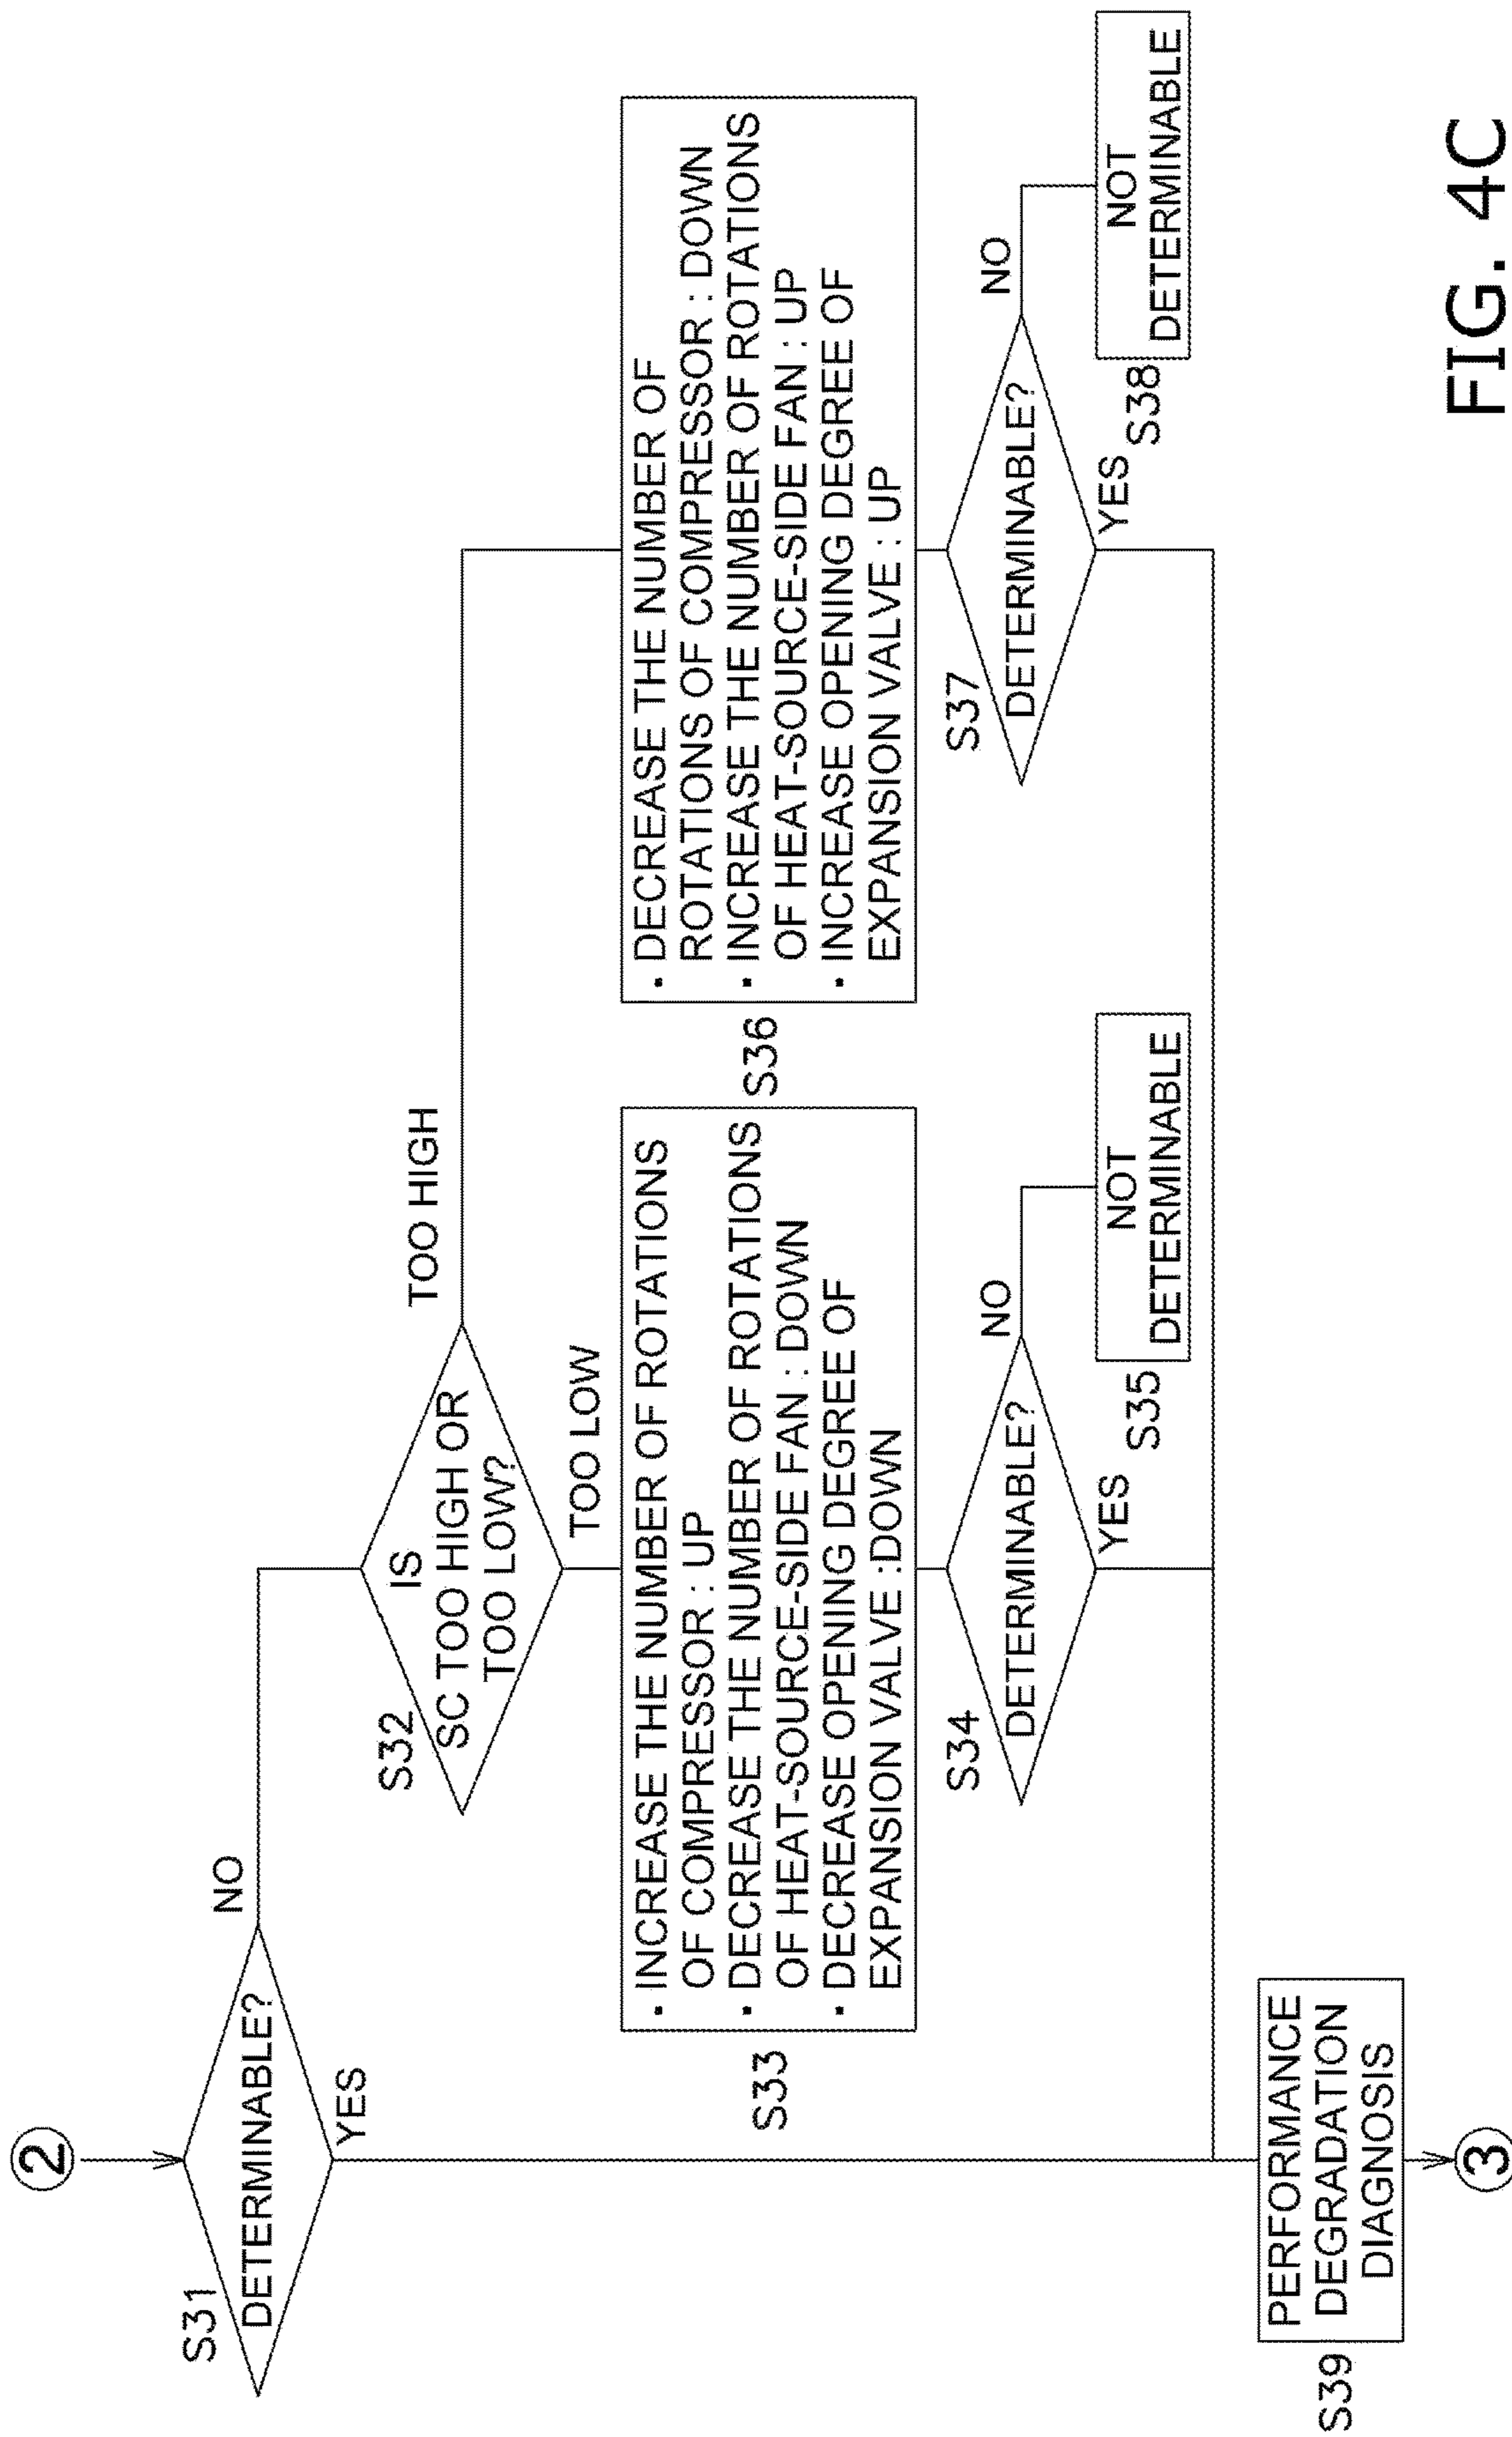 ②
S31
DETERMINABLE?
NO
YES
S32
IS
SC TOO HIGH OR
TOO LOW?
TOO HIGH
TOO LOW
S33
· INCREASE THE NUMBER OF ROTATIONS
OF COMPRESSOR : UP
· DECREASE THE NUMBER OF ROTATIONS
OF HEAT-SOURCE-SIDE FAN : DOWN
· DECREASE OPENING DEGREE OF
EXPANSION VALVE :DOWN
S34
DETERMINABLE?
NO
YES
S35
NOT
DETERMINABLE
S36
· DECREASE THE NUMBER OF
ROTATIONS OF COMPRESSOR : DOWN
· INCREASE THE NUMBER OF ROTATIONS
OF HEAT-SOURCE-SIDE FAN : UP
· INCREASE OPENING DEGREE OF
EXPANSION VALVE : UP
S37
DETERMINABLE?
NO
YES
S38
NOT
DETERMINABLE
S39
PERFORMANCE
DEGRADATION
DIAGNOSIS
③
FIG. 4C